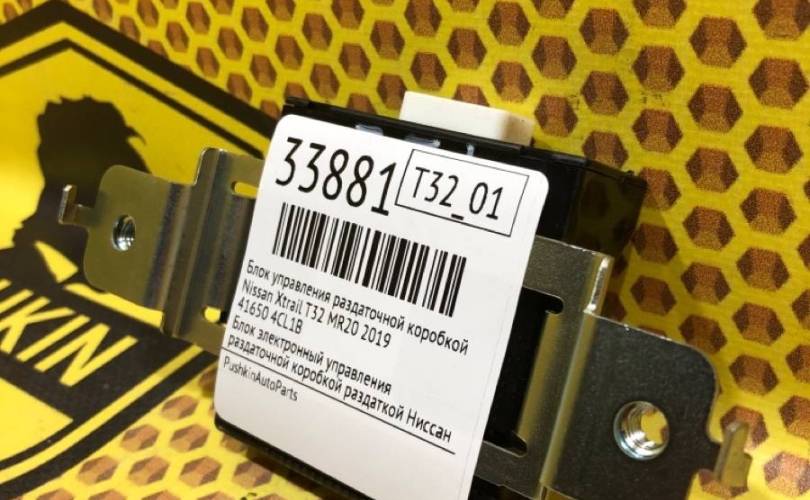 33881
T32_01
Блок управления раздаточной коробкой
Nissan Xtrail T32 MR20 2019
41650 4CL1B
Блок электронный управления
раздаточной коробкой раздаткой Ниссан
PushkinAutoParts